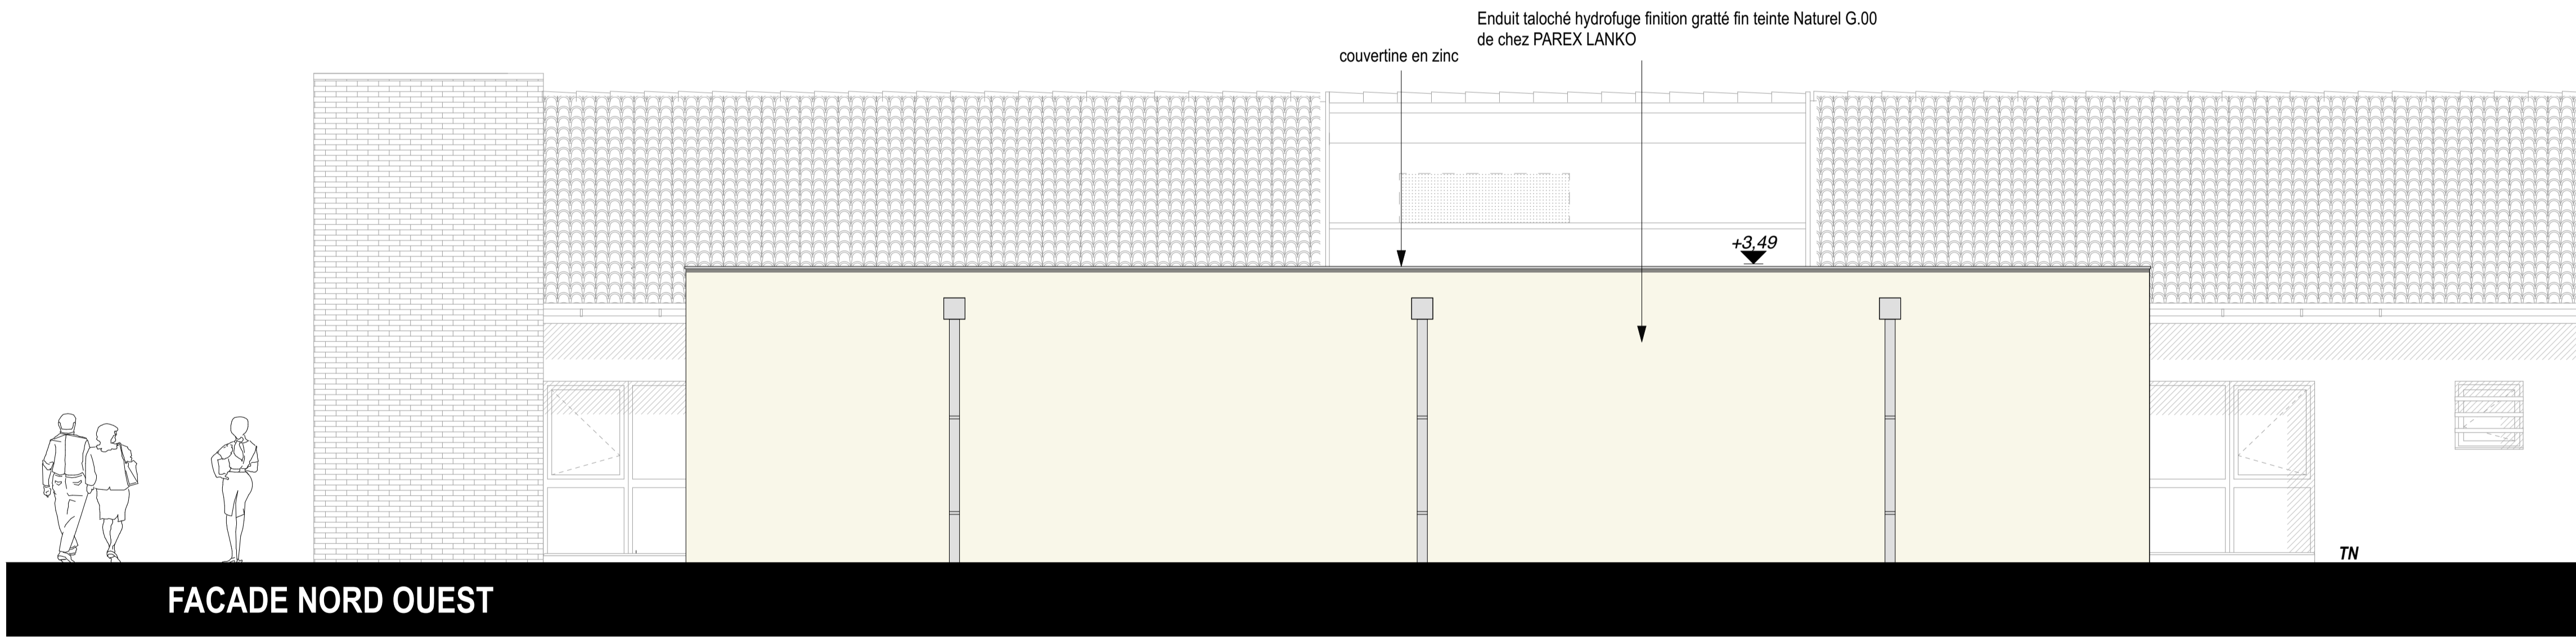 Enduit taloché hydrofuge finition gratté fin teinte Naturel G.00
de chez PAREX LANKO
couvertine en zinc
+3,49
TN
FACADE NORD OUEST